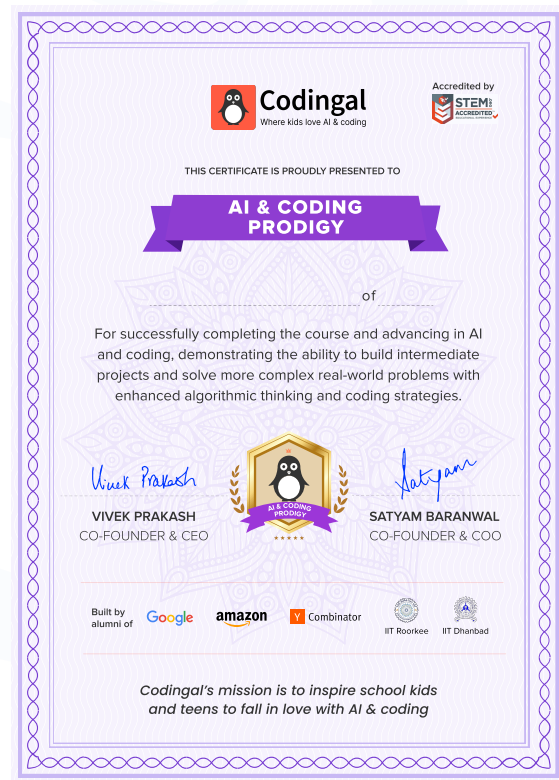 Codingal
Where kids love AI & coding
Accredited by
STEM
ACCREDITED
THIS CERTIFICATE IS PROUDLY PRESENTED TO
AI & CODING
PRODIGY
of
For successfully completing the course and advancing in AI
and coding, demonstrating the ability to build intermediate
projects and solve more complex real-world problems with
enhanced algorithmic thinking and coding strategies.
Vivek Prakash
Satyam
AI & CODING
PRODIGY
VIVEK PRAKASH
CO-FOUNDER & CEO
SATYAM BARANWAL
CO-FOUNDER & COO
Built by
alumni of
Google
amazon
Y Combinator
IIT Roorkee
IIT Dhanbad
Codingal's mission is to inspire school kids
and teens to fall in love with AI & coding